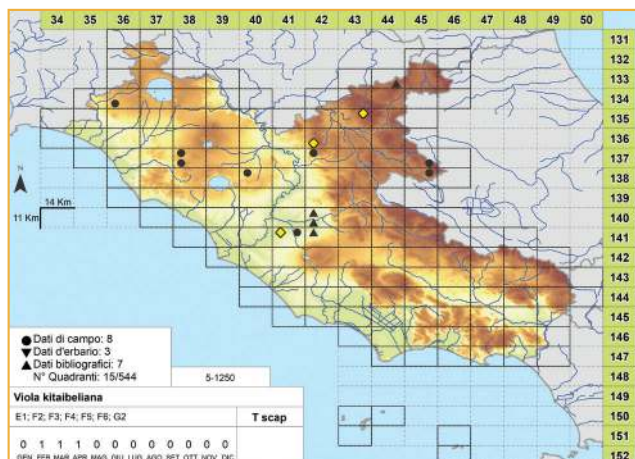 34 35 36 37 38 39 40 41 42 43 44 45 46 47 48 49 50
131
132
133
134
135
136
137
138
139
140
141
142
143
144
145
146
147
148
149
150
151
152
N
14 Km
11 Km
Dati di campo: 8
Dati d'erbario: 3
Dati bibliografici: 7
N° Quadranti: 15/544 5-1250
Viola kitaibeliana
E1; F2; F3; F4; F5; F6; G2 T scap
0 1 1 1 0 0 0 0 0 0 0 0
GEN FEB MAR APR MAG GIU LUG AGO SET OTT NOV DIC